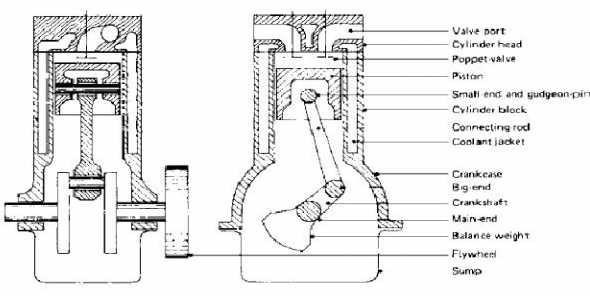 Valve port
Cylinder head
Poppet-valve
Piston
Small-end and gudgeon-pin
Cylinder block
Connecting rod
Coolant jacket
Crankcase
Big-end
Crankshaft
Main-end
Balance weight
Flywheel
Sump